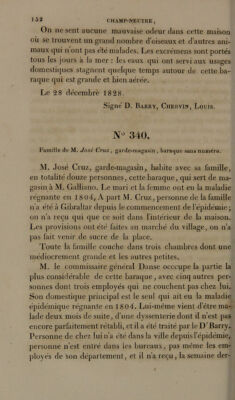 152 CHAMP-NEUTRE,
On ne sent aucune mauvaise odeur dans cette maison
où se trouvent un grand nombre d'oiseaux et d'autres ani-
maux qui n'ont pas été malades. Les excrémens sont portés
tous les jours à la mer : les eaux qui ont servi aux usages
domestiques stagnent quelque temps autour de cette ba-
raque qui est grande et bien aérée.
Le 28 décembre 1828.
Signé D. Barry, Chervin, Louis.
N° 340.
Famille de M. José Cruz, garde-magasin, baraque sans numéro.
M. José Cruz, garde-magasin, habite avec sa famille,
en totalité douze personnes, cette baraque, qui sert de ma-
gasin à M. Galliano. Le mari et la femme ont eu la maladie
régnante en 1804. A part M. Cruz, personne de la famille
n'a été à Gibraltar depuis le commencement de l'épidémie ;
on n'a reçu qui que ce soit dans l'intérieur de la maison.
Les provisions ont été faites au marché du village, on n'a
pas fait venir de sucre de la place.
Toute la famille couche dans trois chambres dont une
médiocrement grande et les autres petites.
M. le commissaire général Danse occcupe la partie la
plus considérable de cette baraque, avec cinq autres per-
sonnes dont trois employés qui ne couchent pas chez lui.
Son domestique principal est le seul qui ait eu la maladie
épidémique régnante en 1804. Lui-même vient d'être ma-
lade deux mois de suite, d'une dyssenterie dont il n'est pas
encore parfaitement rétabli, et il a été traité par le Dr Barry.
Personne de chez lui n'a été dans la ville depuis l'épidémie,
personne n'est entré dans les bureaux, pas même les em-
ployés de son département, et il n'a reçu, la semaine der-